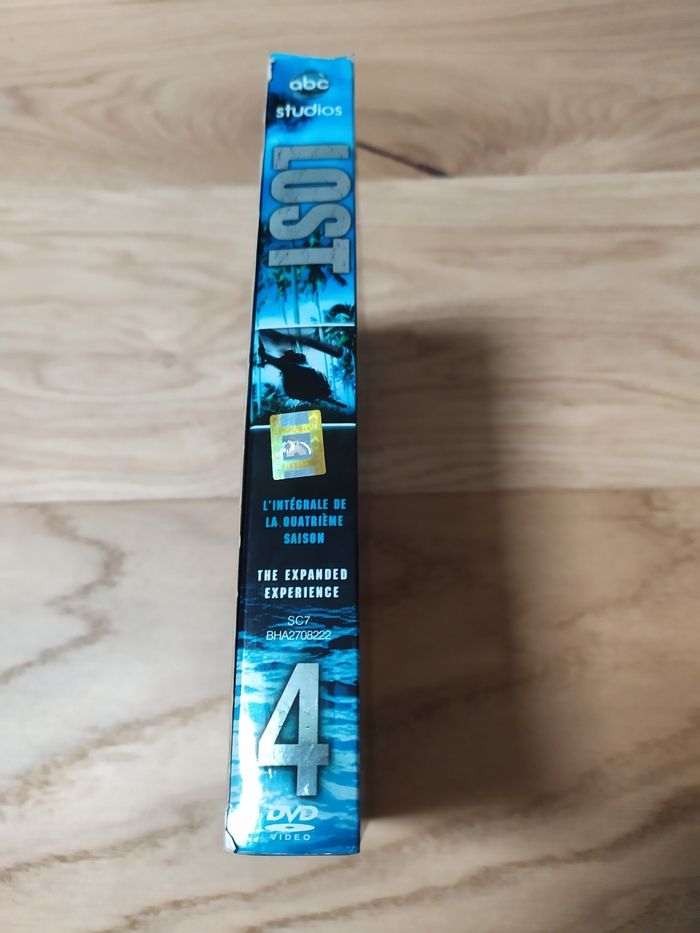 abc
studios
LOST
L'INTÉGRALE DE
LA QUATRIÈME
SAISON
THE EXPANDED
EXPERIENCE
SC7
BHA2708222
4
DVD
VIDEO